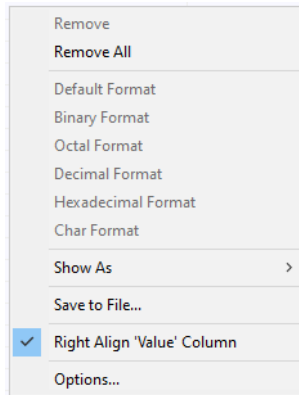 Remove
Remove All
Default Format
Binary Format
Octal Format
Decimal Format
Hexadecimal Format
Char Format
Show As
Save to File...
Right Align 'Value' Column
Options...